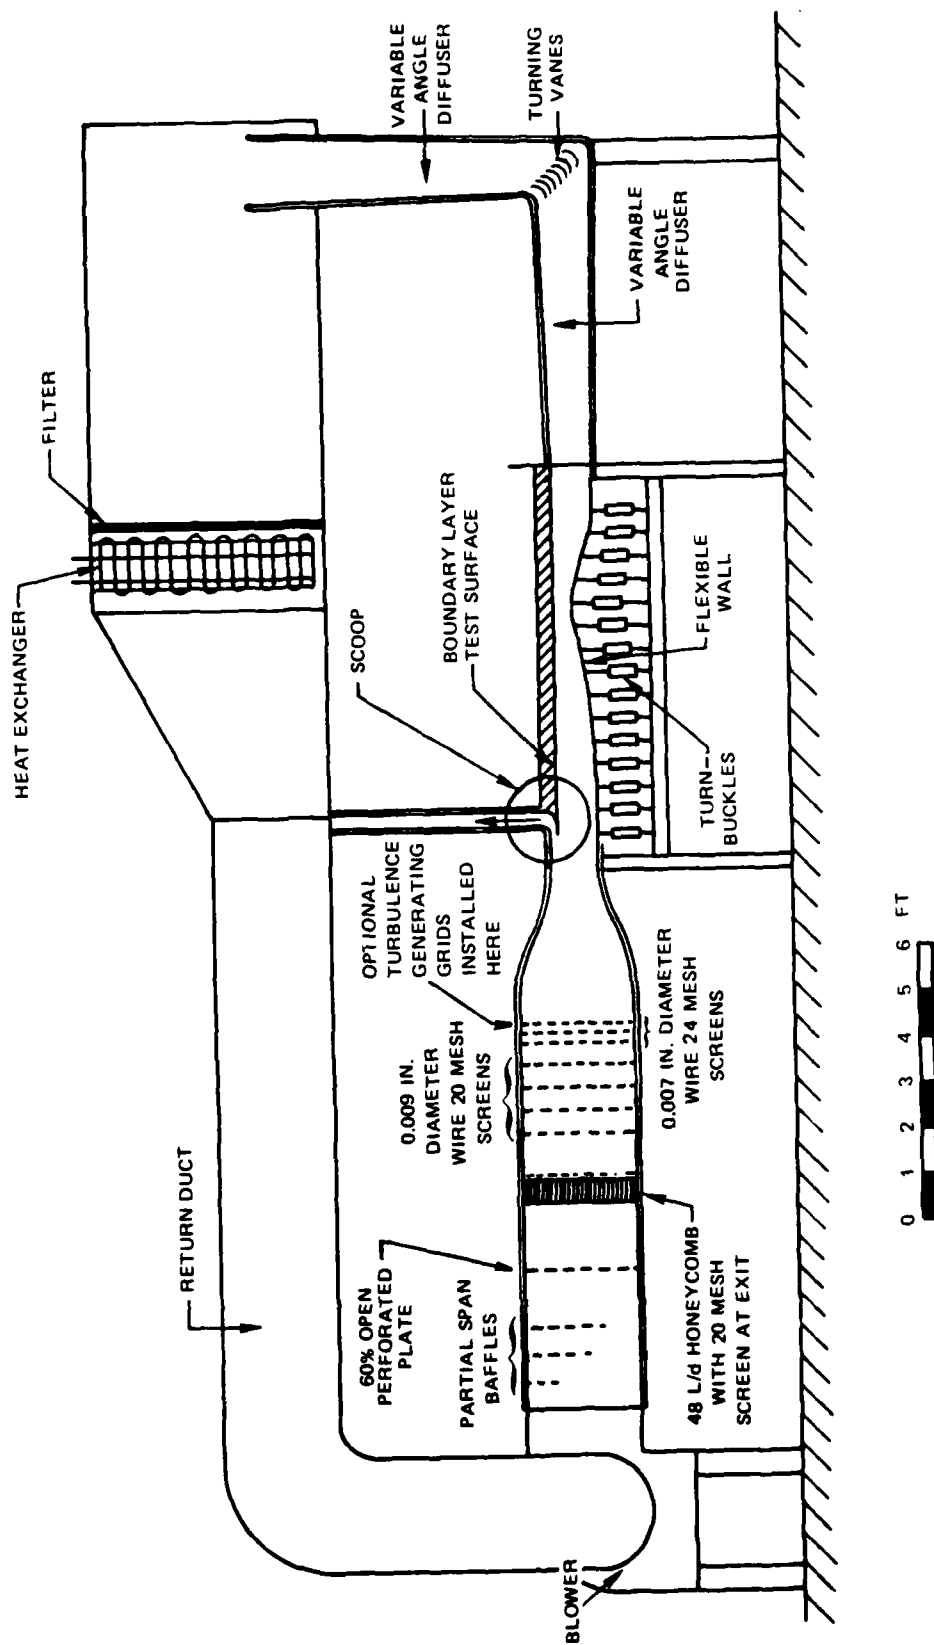 HEAT EXCHANGER
FILTER
VARIABLE
ANGLE
DIFFUSER
TURNING
VANES
RETURN DUCT
SCOOP
BOUNDARY LAYER
TEST SURFACE
VARIABLE
ANGLE
DIFFUSER
OPTIONAL
TURBULENCE
GENERATING
GRIDS
INSTALLED
HERE
0.009 IN.
DIAMETER
WIRE 20 MESH
SCREENS
60% OPEN
PERFORATED
PLATE
PARTIAL SPAN
BAFFLES
BLOWER
48 L/d HONEYCOMB
WITH 20 MESH
SCREEN AT EXIT
0.007 IN. DIAMETER
WIRE 24 MESH
SCREENS
TURN—
BUCKLES
FLEXIBLE
WALL
0 1 2 3 4 5 6 FT